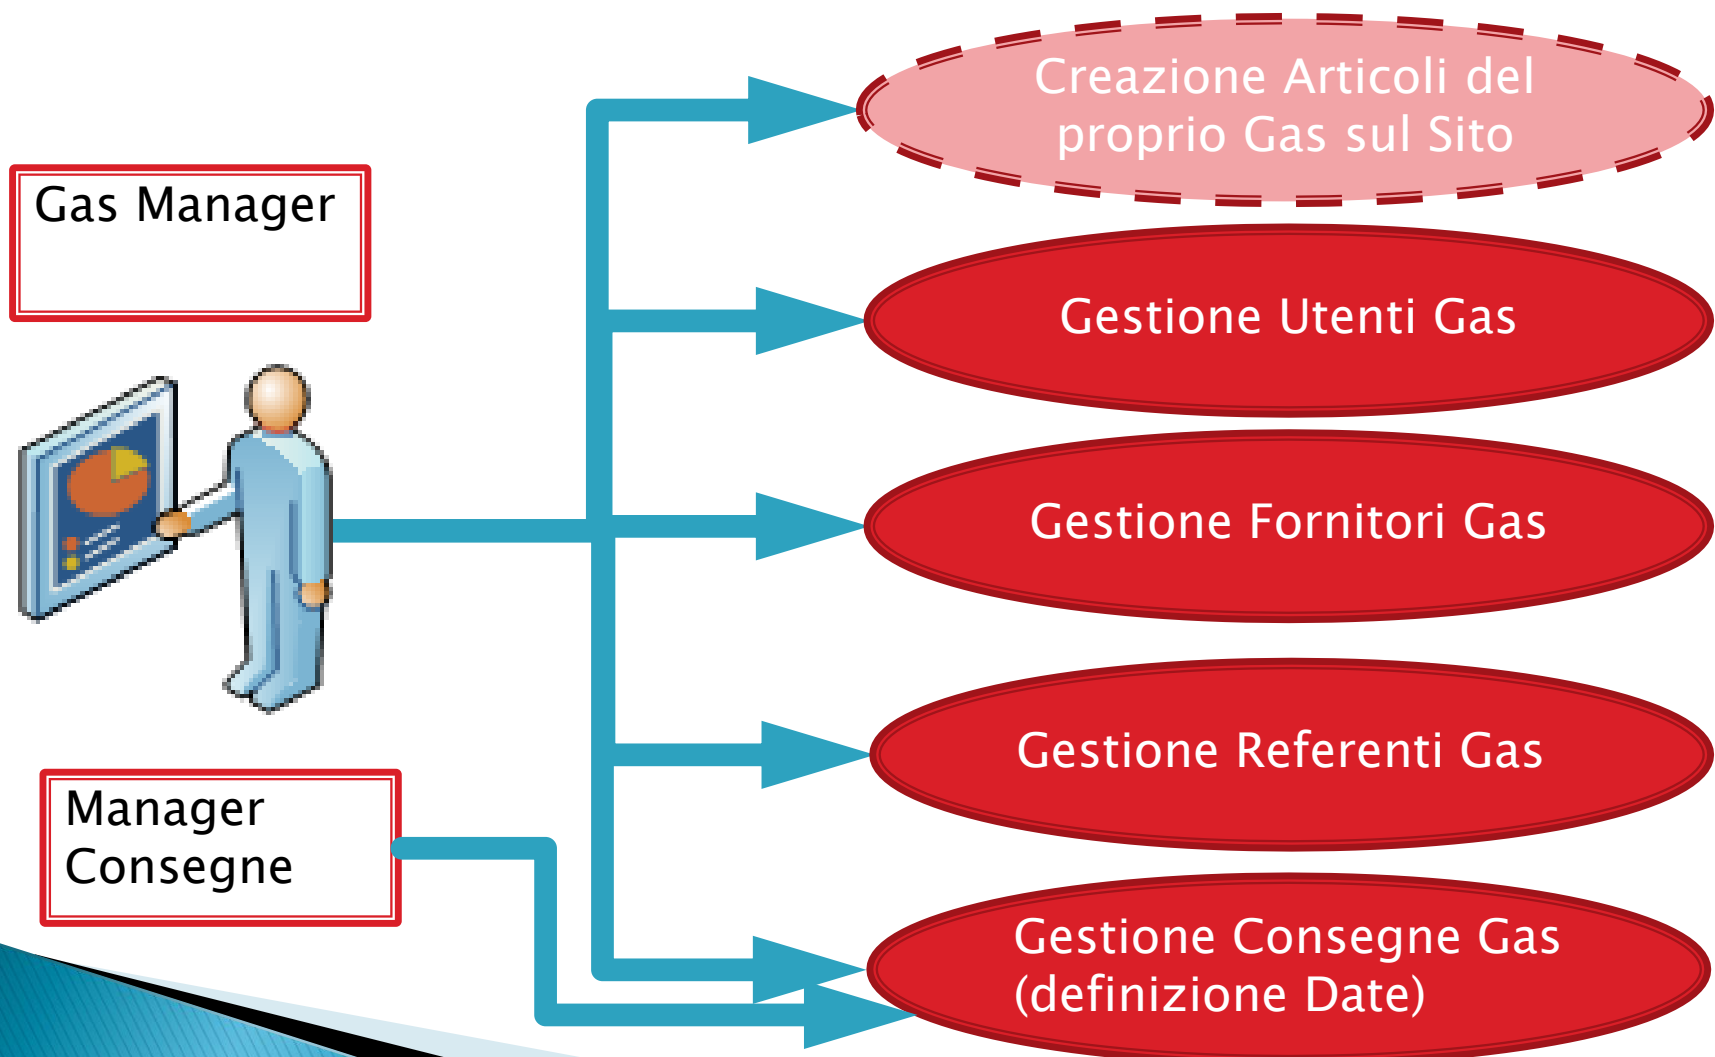 Creazione Articoli del
proprio Gas sul Sito
Gas Manager
Gestione Utenti Gas
Gestione Fornitori Gas
Gestione Referenti Gas
Manager
Consegne
Gestione Consegne Gas
(definizione Date)